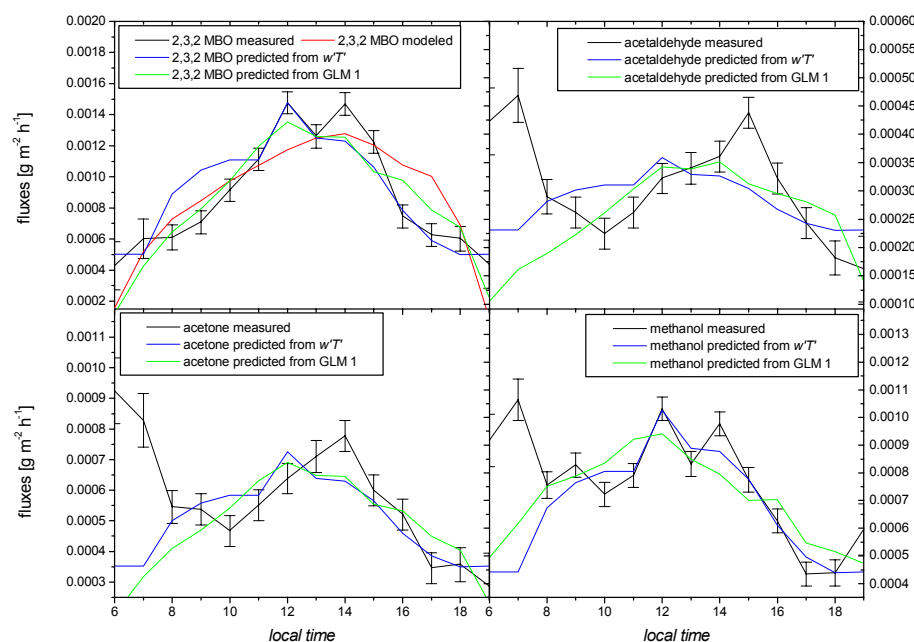 2,3,2 MBO measured 2,3,2 MBO modeled
2,3,2 MBO predicted from w'T'
2,3,2 MBO predicted from GLM 1
0.0020
0.0018
0.0016
0.0014
0.0012
0.0010
0.0008
0.0006
0.0004
0.0002
fluxes [g m⁻² h⁻¹]
acetaldehyde measured
acetaldehyde predicted from w'T'
acetaldehyde predicted from GLM 1
0.00060
0.00055
0.00050
0.00045
0.00040
0.00035
0.00030
0.00025
0.00020
0.00015
0.00010
acetone measured
acetone predicted from w'T'
acetone predicted from GLM 1
0.0011
0.0010
0.0009
0.0008
0.0007
0.0006
0.0005
0.0004
0.0003
fluxes [g m⁻² h⁻¹]
6 8 10 12 14 16 18
local time
methanol measured
methanol predicted from w'T'
methanol predicted from GLM 1
0.0013
0.0012
0.0011
0.0010
0.0009
0.0008
0.0007
0.0006
0.0005
0.0004
6 8 10 12 14 16 18
local time